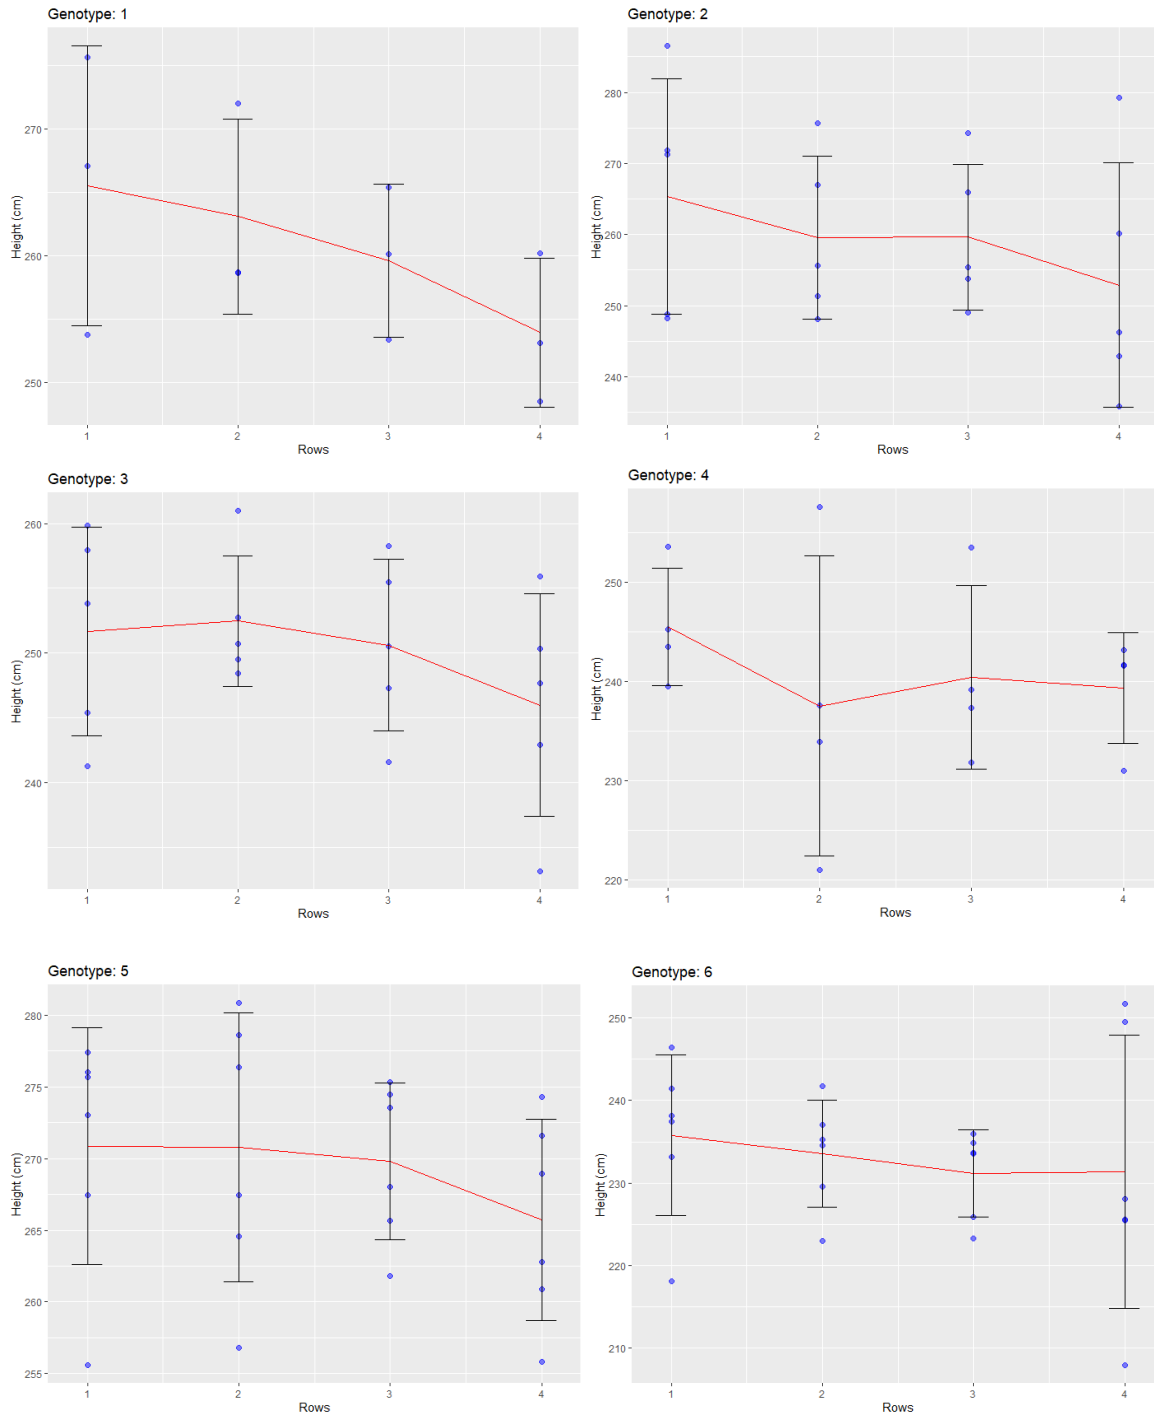 Genotype: 1
Height (cm)
270
260
250
1 2 3 4
Rows
Genotype: 2
Height (cm)
280
270
260
250
240
1 2 3 4
Rows
Genotype: 3
Height (cm)
260
250
240
1 2 3 4
Rows
Genotype: 4
Height (cm)
250
240
230
220
1 2 3 4
Rows
Genotype: 5
Height (cm)
280
275
270
265
260
255
1 2 3 4
Rows
Genotype: 6
Height (cm)
250
240
230
220
210
1 2 3 4
Rows